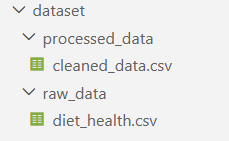 dataset
processed_data
cleaned_data.csv
raw_data
diet_health.csv